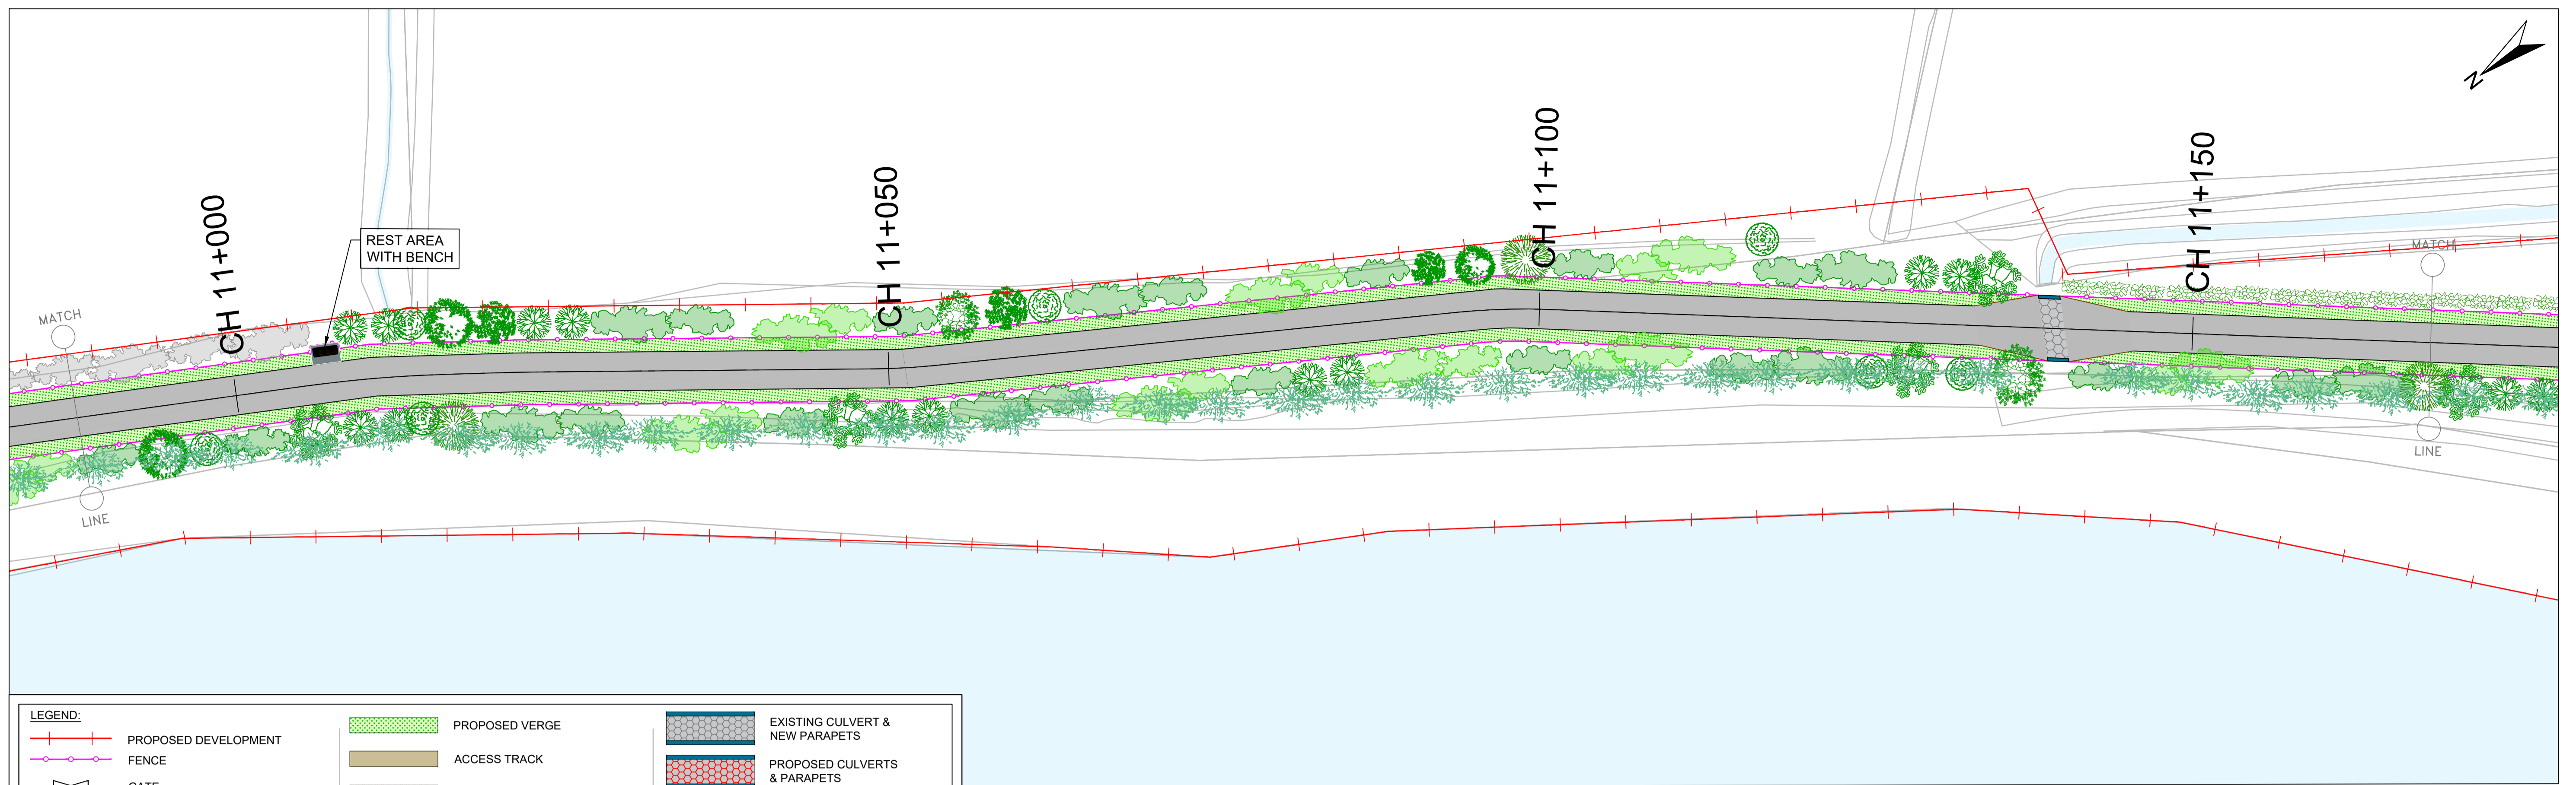 N
CH 11+000
CH 11+050
CH 11+100
CH 11+150
REST AREA
WITH BENCH
MATCH
LINE
MATCH
LINE
LEGEND:
PROPOSED DEVELOPMENT
FENCE
PROPOSED VERGE
ACCESS TRACK
EXISTING CULVERT &
NEW PARAPETS
PROPOSED CULVERTS
& PARAPETS